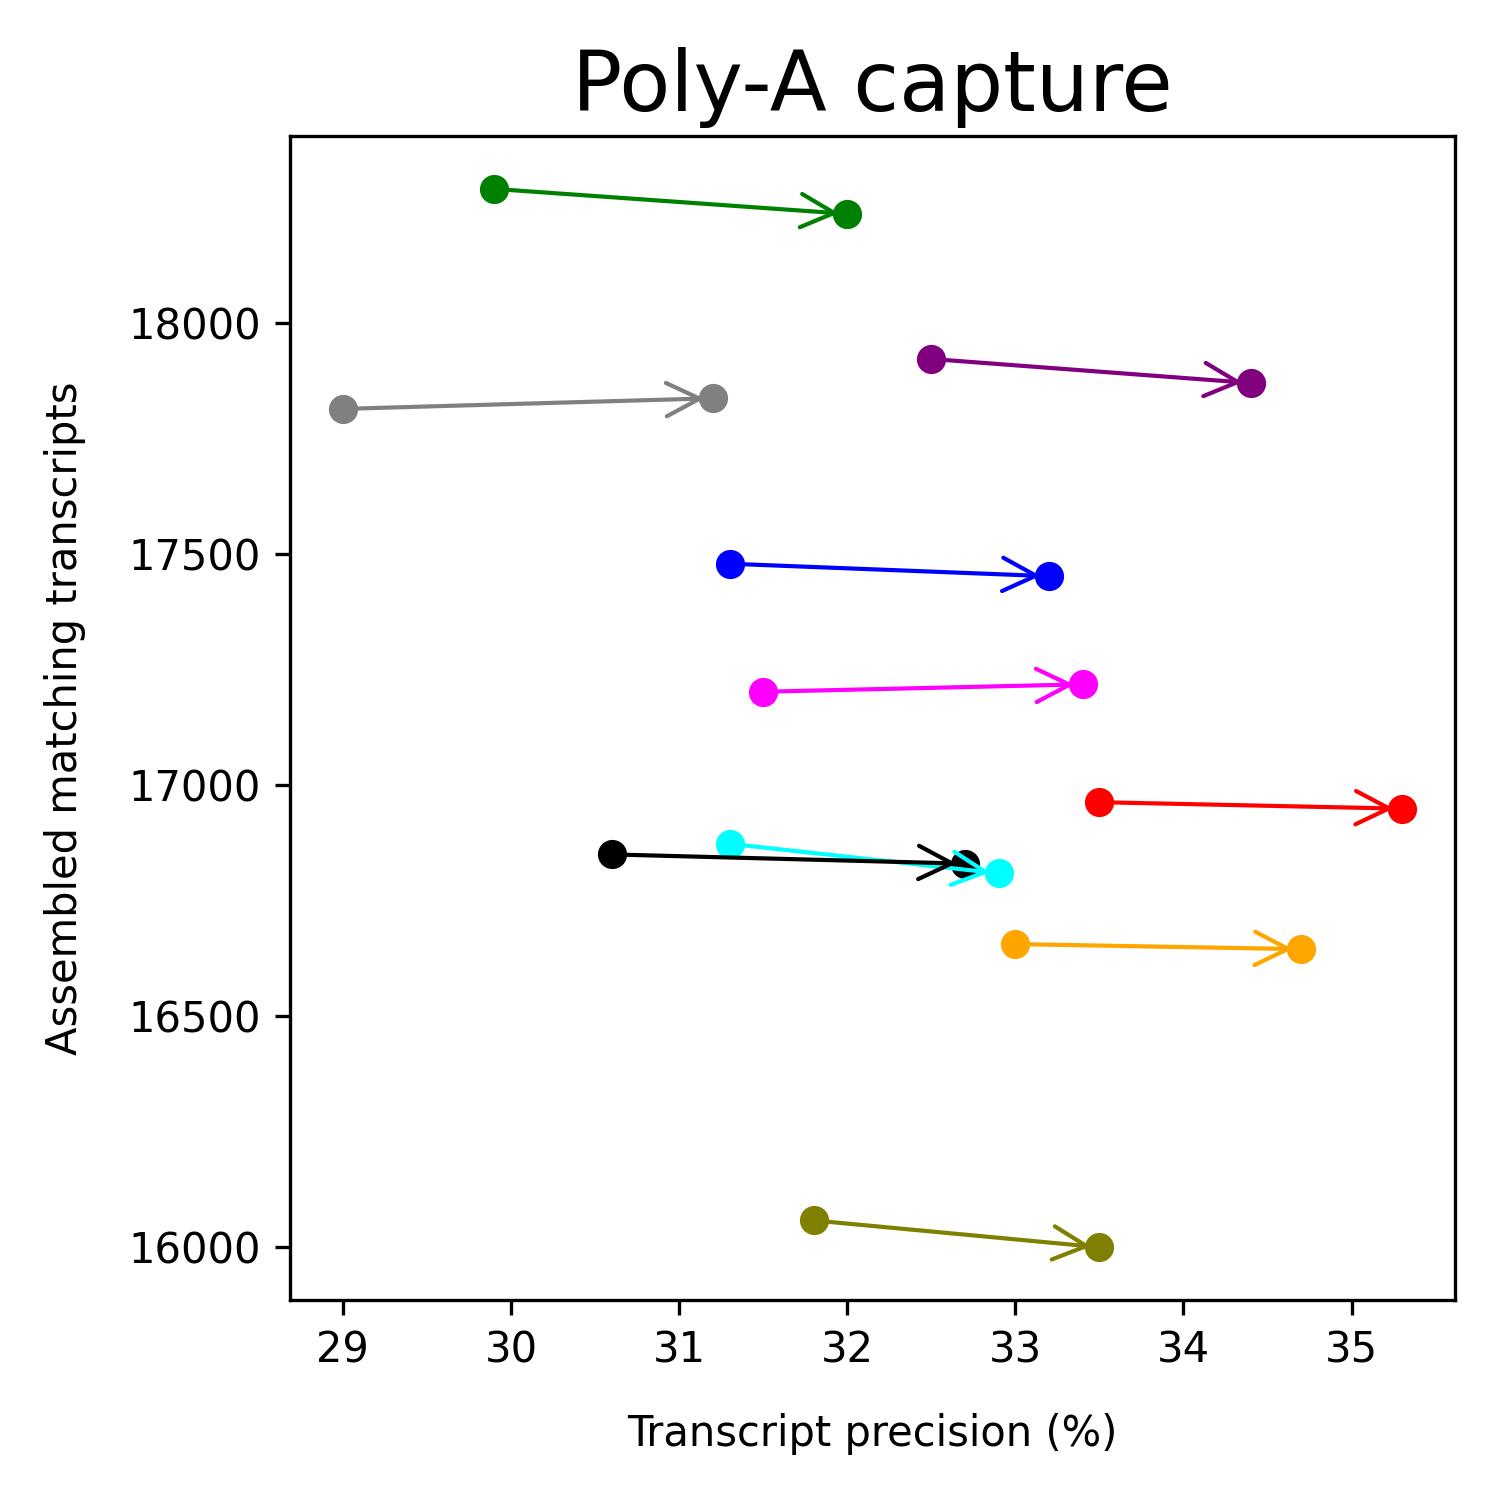 Poly-A capture
Assembled matching transcripts
18000
17500
17000
16500
16000
29 30 31 32 33 34 35
Transcript precision (%)